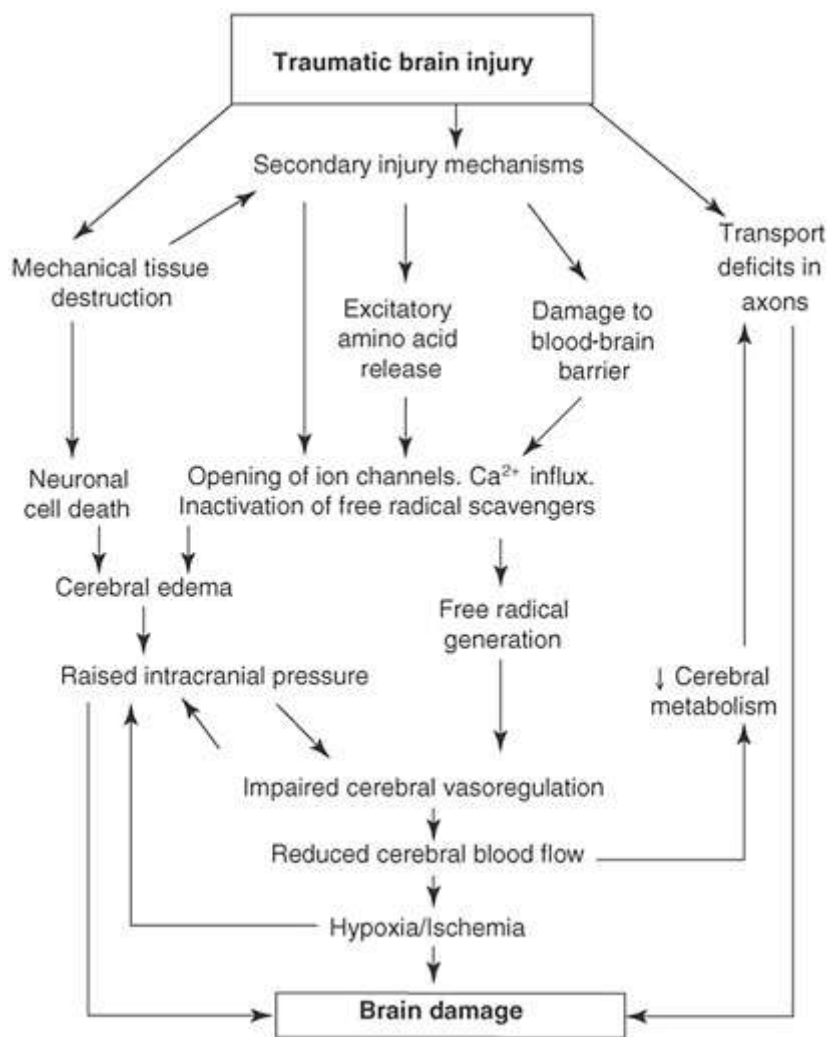 Traumatic brain injury
Secondary injury mechanisms
Mechanical tissue
destruction
Excitatory
amino acid
release
Damage to
blood-brain
barrier
Transport
deficits in
axons
Neuronal
cell death
Opening of ion channels. Ca²⁺ influx.
Inactivation of free radical scavengers
Cerebral edema
Free radical
generation
Raised intracranial pressure
↓ Cerebral
metabolism
Impaired cerebral vasoregulation
Reduced cerebral blood flow
Hypoxia/Ischemia
Brain damage